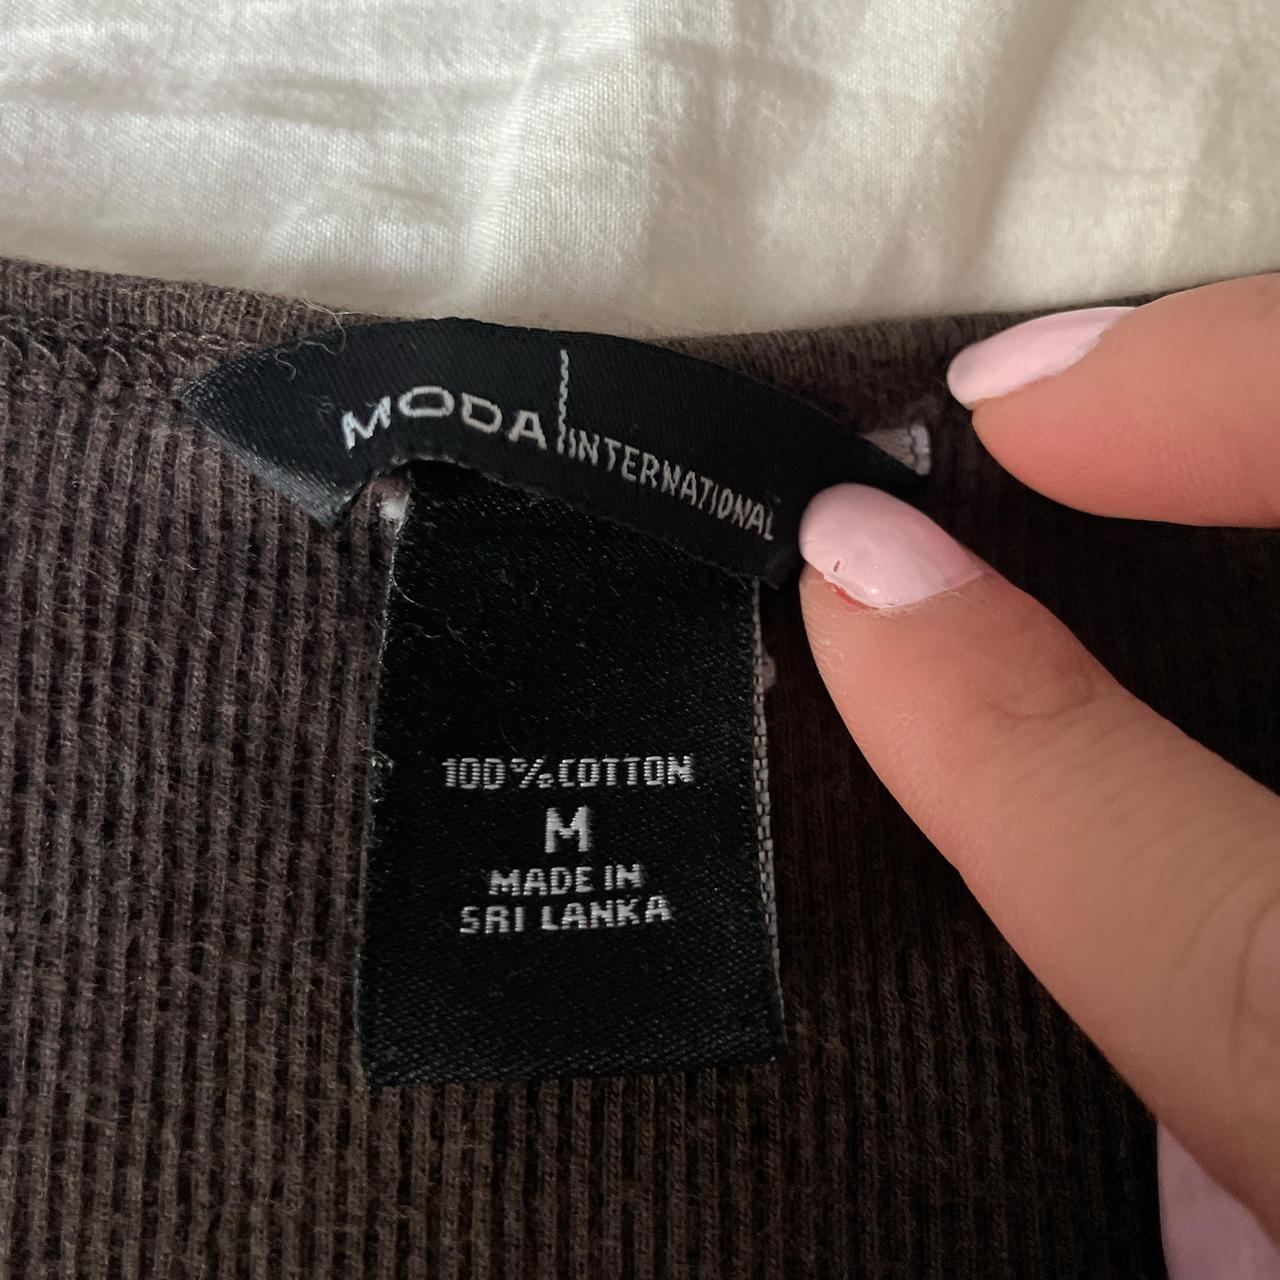 MODA INTERNATIONAL
100% COTTON
M
MADE IN
SRI LANKA